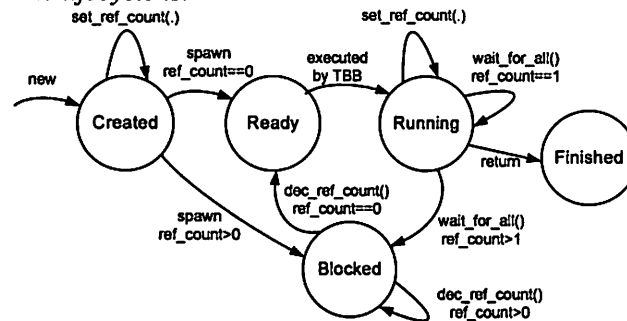 set_ref_count(.)
set_ref_count(.)
new
spawn
ref_count==0
executed
by TBB
wait_for_all()
ref_count==1
Created
Ready
Running
Finished
return
spawn
ref_count>0
dec_ref_count()
ref_count==0
wait_for_all()
ref_count>1
Blocked
dec_ref_count()
ref_count>0